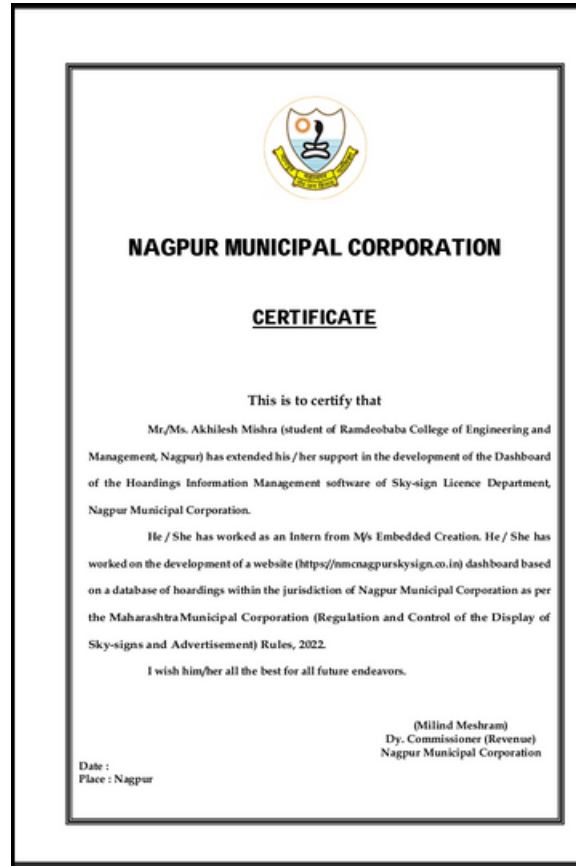 NAGPUR MUNICIPAL CORPORATION
CERTIFICATE
This is to certify that
Mr./Ms. Akhilesh Mishra (student of Ramdeobaba College of Engineering and
Management, Nagpur) has extended his / her support in the development of the Dashboard
of the Hoardings Information Management software of Sky-sign Licence Department,
Nagpur Municipal Corporation.
He / She has worked as an Intern from M/s Embedded Creation. He / She has
worked on the development of a website (https://nmcnagpurskysign.co.in) dashboard based
on a database of hoardings within the jurisdiction of Nagpur Municipal Corporation as per
the Maharashtra Municipal Corporation (Regulation and Control of the Display of
Sky-signs and Advertisement) Rules, 2022.
I wish him/her all the best for all future endeavors.
(Milind Meshram)
Dy. Commissioner (Revenue)
Nagpur Municipal Corporation
Date :
Place : Nagpur